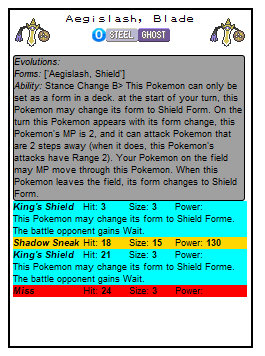 Aegislash, Blade
O STEEL GHOST
Evolutions:
Forms: ['Aegislash, Shield']
Ability: Stance Change B> This Pokemon can only be
set as a form in a deck. at the start of your turn, this
Pokemon may change its form to Shield Form. On the
turn this Pokemon appears with its form change, this
Pokemon's MP is 2, and it can attack Pokemon that
are 2 steps away (when it does, this Pokemon's
attacks have Range 2). Your Pokemon on the field
may MP move through this Pokemon. When this
Pokemon leaves the field, its form changes to Shield
Form.
King's Shield Hit: 3 Size: 3 Power:
This Pokemon may change its form to Shield Forme.
The battle opponent gains Wait.
Shadow Sneak Hit: 18 Size: 15 Power: 130
King's Shield Hit: 21 Size: 3 Power:
This Pokemon may change its form to Shield Forme.
The battle opponent gains Wait.
Miss Hit: 24 Size: 3 Power: